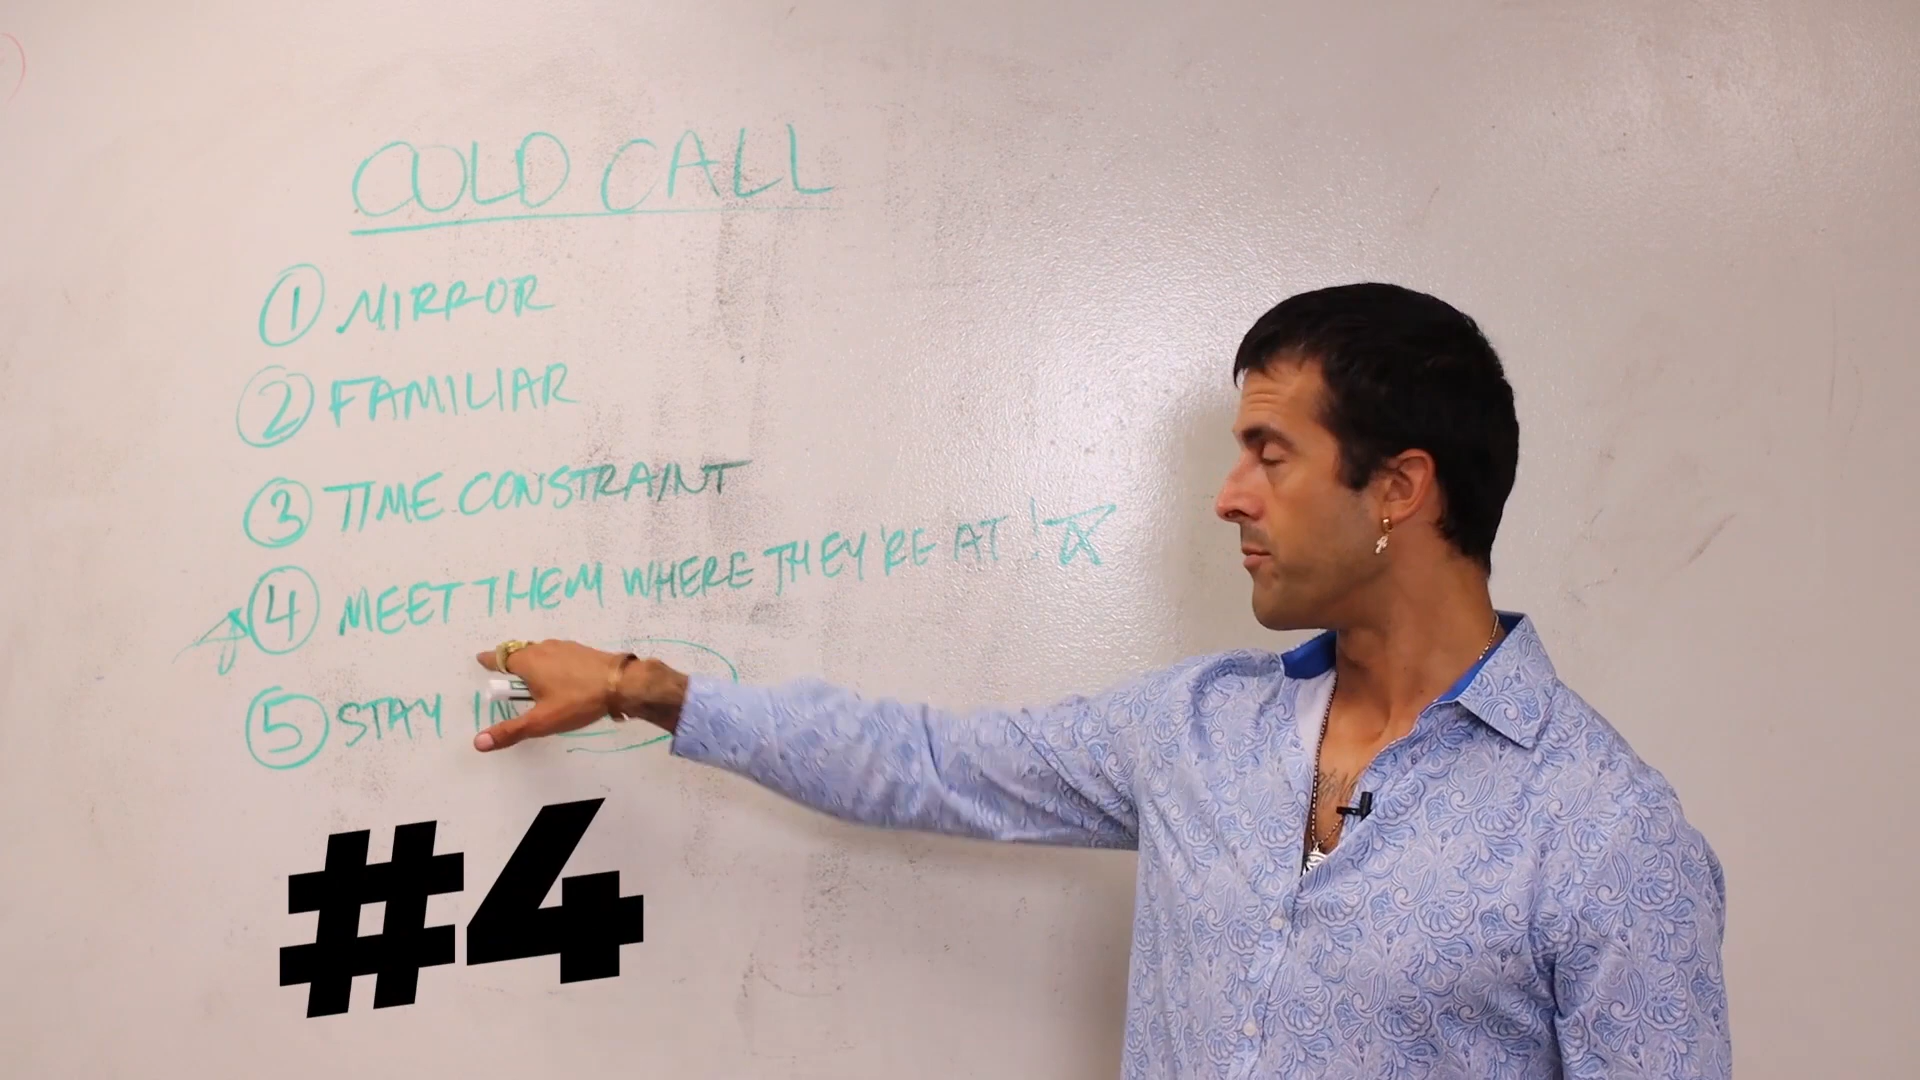 COLD CALL
1 MIRROR
2 FAMILIAR
3 TIME CONSTRAINT
4 MEET THEM WHERE THEY'RE AT !
5 STAY IN
#4